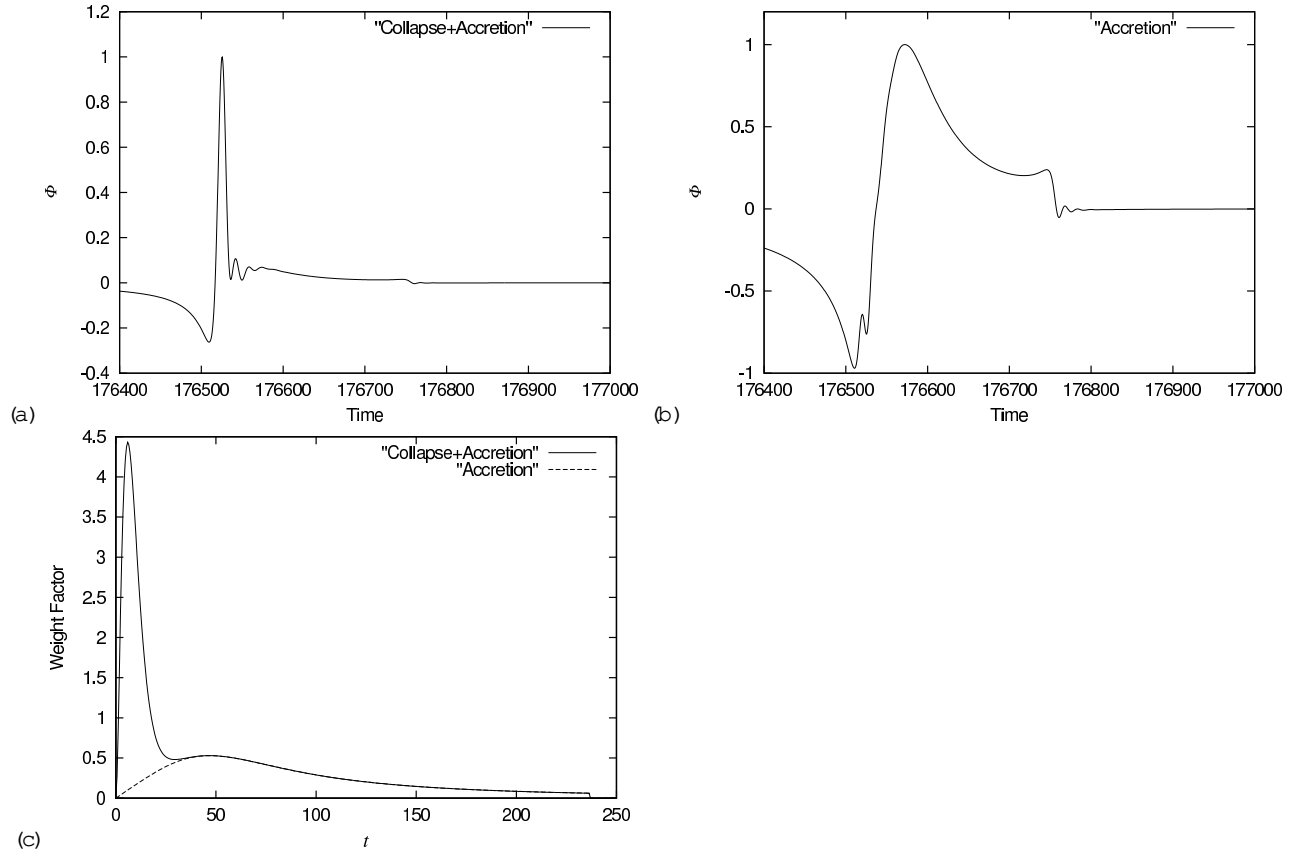 1.2
1
0.8
0.6
0.4
0.2
0
-0.2
-0.4
Φ
"Collapse+Accretion"
176400 176500 176600 176700 176800 176900 177000
Time
(a)
1
0.5
0
-0.5
-1
Φ
"Accretion"
176400 176500 176600 176700 176800 176900 177000
Time
(b)
4.5
4
3.5
3
2.5
2
1.5
1
0.5
0
Weight Factor
"Collapse+Accretion"
"Accretion"
0 50 100 150 200 250
t
(c)